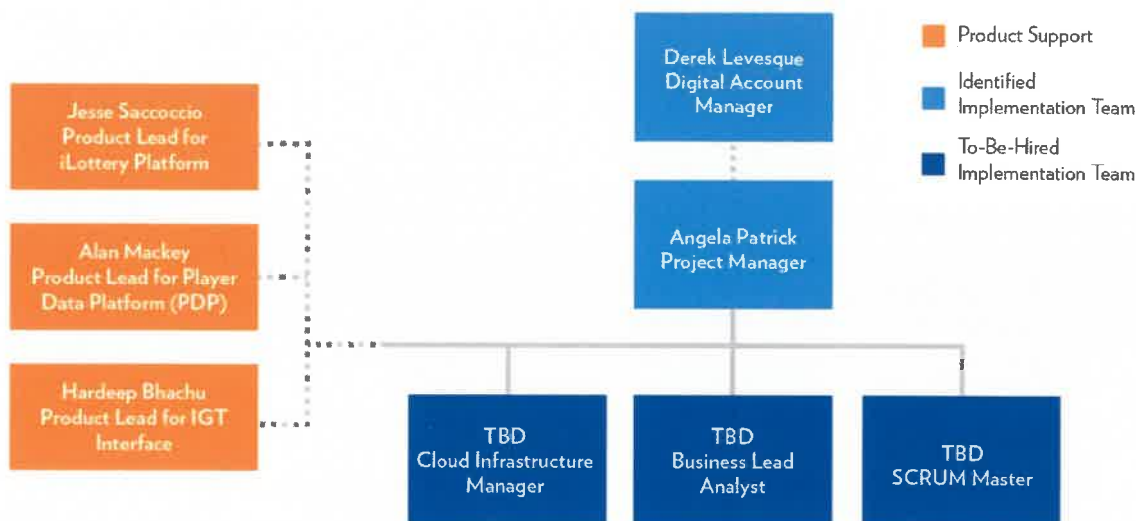 Derek Levesque
Digital Account
Manager
Product Support
Identified
Implementation Team
To-Be-Hired
Implementation Team
Jesse Saccoccio
Product Lead for
iLottery Platform
Angela Patrick
Project Manager
Alan Mackey
Product Lead for Player
Data Platform (PDP)
Hardeep Bhachu
Product Lead for IGT
Interface
TBD
Cloud Infrastructure
Manager
TBD
Business Lead
Analyst
TBD
SCRUM Master